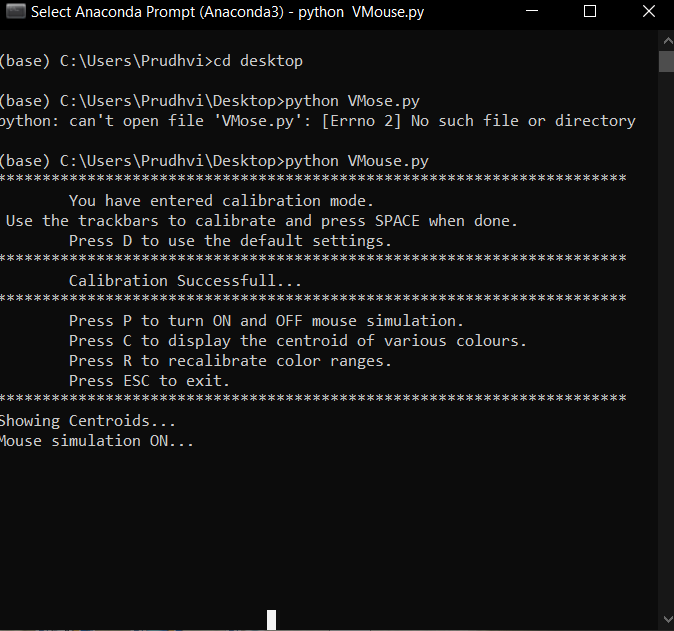 Select Anaconda Prompt (Anaconda3) - python  VMouse.py
(base) C:\Users\Prudhvi>cd desktop
(base) C:\Users\Prudhvi\Desktop>python VMose.py
python: can't open file 'VMose.py': [Errno 2] No such file or directory
(base) C:\Users\Prudhvi\Desktop>python VMouse.py
**********************************************************************
You have entered calibration mode.
Use the trackbars to calibrate and press SPACE when done.
Press D to use the default settings.
**********************************************************************
Calibration Successfull...
**********************************************************************
Press P to turn ON and OFF mouse simulation.
Press C to display the centroid of various colours.
Press R to recalibrate color ranges.
Press ESC to exit.
**********************************************************************
Showing Centroids...
Mouse simulation ON...